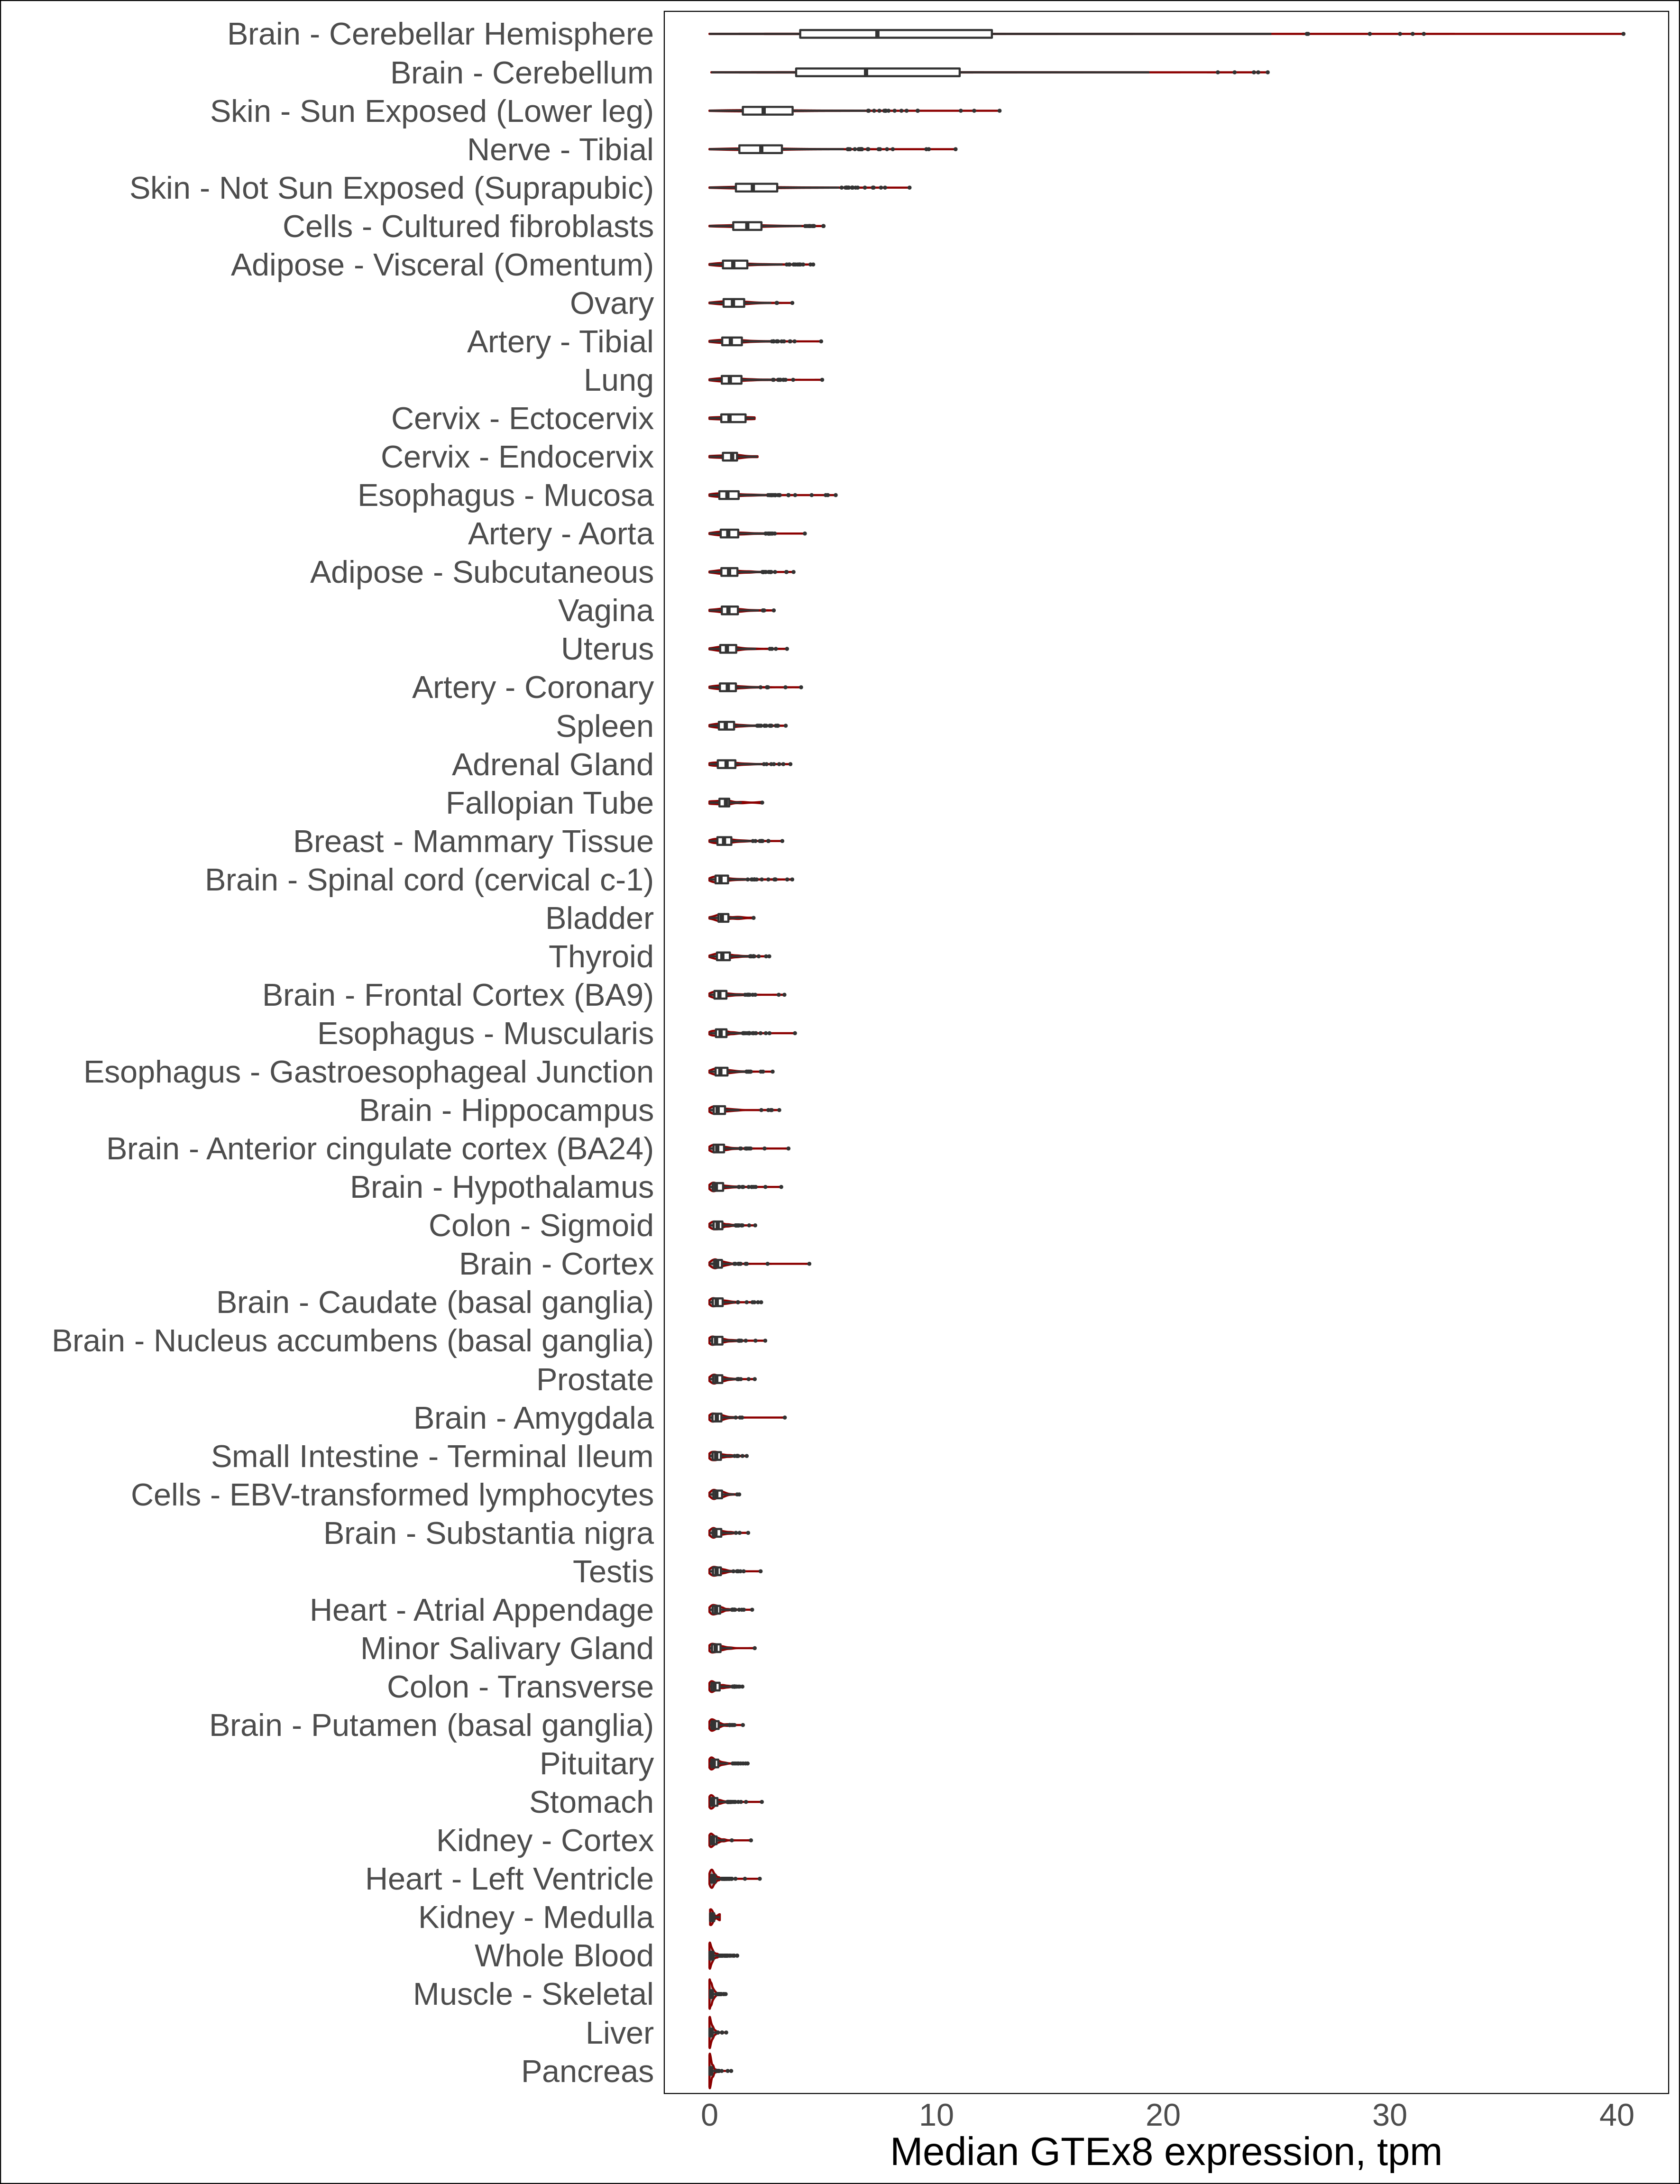 Brain - Cerebellar Hemisphere
Brain - Cerebellum
Skin - Sun Exposed (Lower leg)
Nerve - Tibial
Skin - Not Sun Exposed (Suprapubic)
Cells - Cultured fibroblasts
Adipose - Visceral (Omentum)
Ovary
Artery - Tibial
Lung
Cervix - Ectocervix
Cervix - Endocervix
Esophagus - Mucosa
Artery - Aorta
Adipose - Subcutaneous
Vagina
Uterus
Artery - Coronary
Spleen
Adrenal Gland
Fallopian Tube
Breast - Mammary Tissue
Brain - Spinal cord (cervical c-1)
Bladder
Thyroid
Brain - Frontal Cortex (BA9)
Esophagus - Muscularis
Esophagus - Gastroesophageal Junction
Brain - Hippocampus
Brain - Anterior cingulate cortex (BA24)
Brain - Hypothalamus
Colon - Sigmoid
Brain - Cortex
Brain - Caudate (basal ganglia)
Brain - Nucleus accumbens (basal ganglia)
Prostate
Brain - Amygdala
Small Intestine - Terminal Ileum
Cells - EBV-transformed lymphocytes
Brain - Substantia nigra
Testis
Heart - Atrial Appendage
Minor Salivary Gland
Colon - Transverse
Brain - Putamen (basal ganglia)
Pituitary
Stomach
Kidney - Cortex
Heart - Left Ventricle
Kidney - Medulla
Whole Blood
Muscle - Skeletal
Liver
Pancreas
0 10 20 30 40
Median GTEx8 expression, tpm